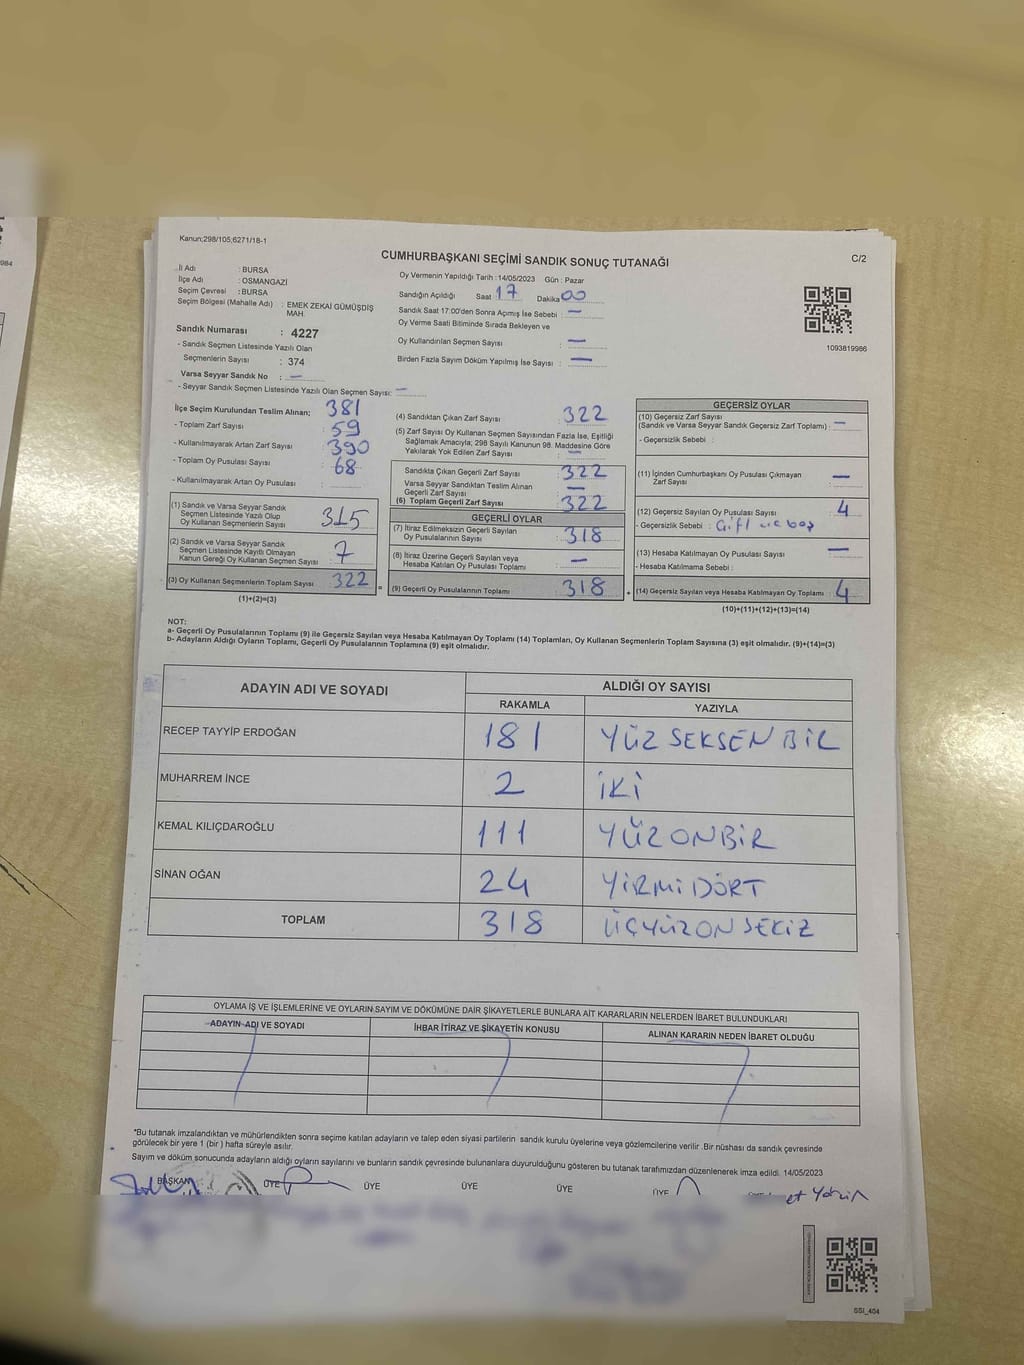 Kanun;298/105;6271/18-1
CUMHURBAŞKANI SEÇİMİ SANDIK SONUÇ TUTANAĞI
C/2
İl Adı : BURSA
İlçe Adı : OSMANGAZİ
Seçim Çevresi : BURSA
Seçim Bölgesi (Mahalle Adı) : EMEK ZEKAİ GÜMÜŞDİŞ
MAH.
Sandık Numarası : 4227
- Sandık Seçmen Listesinde Yazılı Olan
Seçmenlerin Sayısı : 374
Varsa Seyyar Sandık No : —
- Seyyar Sandık Seçmen Listesinde Yazılı Olan Seçmen Sayısı: —
Oy Vermenin Yapıldığı Tarih : 14/05/2023 Gün : Pazar
Sandığın Açıldığı Saat 17 Dakika 00
Sandık Saat 17:00'den Sonra Açımış İse Sebebi : —
Oy Verme Saati Bitiminde Sırada Bekleyen ve
Oy Kullandırılan Seçmen Sayısı : —
Birden Fazla Sayım Döküm Yapılmış İse Sayısı : —
1093819986
İlçe Seçim Kurulundan Teslim Alınan; 381
- Toplam Zarf Sayısı : 59
- Kullanılmayarak Artan Zarf Sayısı : 390
- Toplam Oy Pusulası Sayısı : 68
- Kullanılmayarak Artan Oy Pusulası :
(1) Sandık ve Varsa Seyyar Sandık
Seçmen Listesinde Yazılı Olup
Oy Kullanan Seçmenlerin Sayısı 315
(2) Sandık ve Varsa Seyyar Sandık
Seçmen Listesinde Kayıtlı Olmayan
Kanun Gereği Oy Kullanan Seçmen Sayısı 7
(3) Oy Kullanan Seçmenlerin Toplam Sayısı 322
(1)+(2)=(3)
(4) Sandıktan Çıkan Zarf Sayısı : 322
(5) Zarf Sayısı Oy Kullanan Seçmen Sayısından Fazla İse, Eşitliği
Sağlamak Amacıyla; 298 Sayılı Kanunun 98. Maddesine Göre
Yakılarak Yok Edilen Zarf Sayısı : —
Sandıkta Çıkan Geçerli Zarf Sayısı : 322
Varsa Seyyar Sandıktan Teslim Alınan
Geçerli Zarf Sayısı : —
(6) Toplam Geçerli Zarf Sayısı : 322
GEÇERLİ OYLAR
(7) İtiraz Edilmeksizin Geçerli Sayılan
Oy Pusulasının Sayısı : 318
(8) İtiraz Üzerine Geçerli Sayılan veya
Hesaba Katılan Oy Pusulası Toplamı : —
(9) Geçerli Oy Pusulalarının Toplamı 318
GEÇERSİZ OYLAR
(10) Geçersiz Zarf Sayısı
(Sandık ve Varsa Seyyar Sandık Geçersiz Zarf Toplamı) : —
- Geçersizlik Sebebi :
(11) İçinden Cumhurbaşkanı Oy Pusulası Çıkmayan
Zarf Sayısı : —
(12) Geçersiz Sayılan Oy Pusulası Sayısı : 4
- Geçersizlik Sebebi : Çift ve boş
(13) Hesaba Katılmayan Oy Pusulası Sayısı : —
- Hesaba Katılmama Sebebi :
(14) Geçersiz Sayılan veya Hesaba Katılmayan Oy Toplamı : 4
(10)+(11)+(12)+(13)=(14)
NOT:
a- Geçerli Oy Pusulalarının Toplamı (9) ile Geçersiz Sayılan veya Hesaba Katılmayan Oy Toplamı (14) Toplamları, Oy Kullanan Seçmenlerin Toplam Sayısına (3) eşit olmalıdır. (9)+(14)=(3)
b- Adayların Aldığı Oyların Toplamı, Geçerli Oy Pusulalarının Toplamına (9) eşit olmalıdır.
ADAYIN ADI VE SOYADI
ALDIĞI OY SAYISI
RAKAMLA YAZIYLA
RECEP TAYYİP ERDOĞAN 181 YÜZ SEKSEN BİR
MUHARREM İNCE 2 İKİ
KEMAL KILIÇDAROĞLU 111 YÜZ ON BİR
SİNAN OĞAN 24 YİRMİ DÖRT
TOPLAM 318 ÜÇYÜZ ON SEKİZ
OYLAMA İŞ VE İŞLEMLERİNE VE OYLARIN SAYIM VE DÖKÜMÜNE DAİR ŞİKAYETLERLE BUNLARA AİT KARARLARIN NELERDEN İBARET BULUNDUKLARI
ADAYIN ADI VE SOYADI İHBAR İTİRAZ VE ŞİKAYETİN KONUSU ALINAN KARARIN NEDEN İBARET OLDUĞU
*Bu tutanak imzalandıktan ve mühürlendikten sonra seçime katılan adayların ve talep eden siyasi partilerin sandık kurulu üyelerine veya gözlemcilerine verilir .Bir nüshası da sandık çevresinde
görülecek bir yere 1 (bir ) hafta süreyle asılır.
Sayım ve döküm sonucunda adayların aldığı oyların sayılarını ve bunların sandık çevresinde bulunanlara duyurulduğunu gösteren bu tutanak tarafımızdan düzenlenerek imza edildi. 14/05/2023
BAŞKAN ÜYE ÜYE ÜYE ÜYE ÜYE
SSI_404